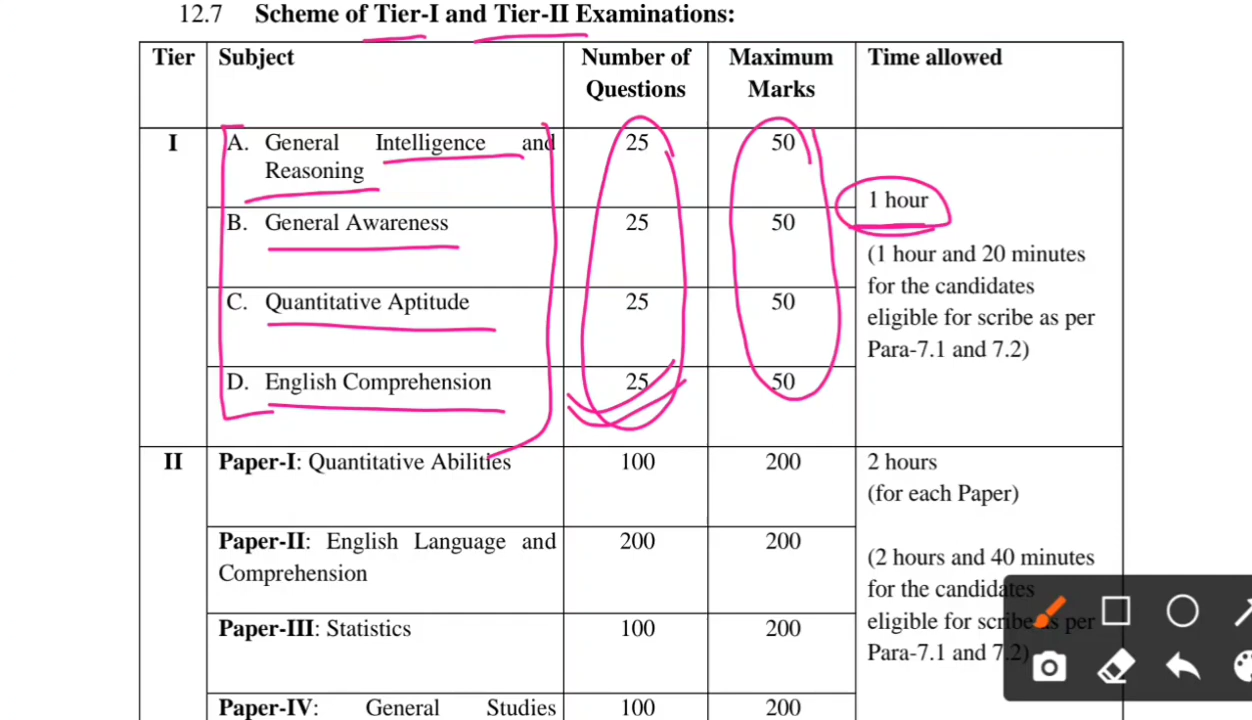 12.7 Scheme of Tier-I and Tier-II Examinations:
Tier Subject Number of Questions Maximum Marks Time allowed
I A. General Intelligence and Reasoning 25 50
1 hour
B. General Awareness 25 50
(1 hour and 20 minutes
for the candidates
C. Quantitative Aptitude 25 50
eligible for scribe as per
Para-7.1 and 7.2)
D. English Comprehension 25 50
II Paper-I: Quantitative Abilities 100 200 2 hours
(for each Paper)
Paper-II: English Language and Comprehension 200 200
(2 hours and 40 minutes
for the candidates
Paper-III: Statistics 100 200
eligible for scribe as per
Para-7.1 and 7.2)
Paper-IV: General Studies 100 200